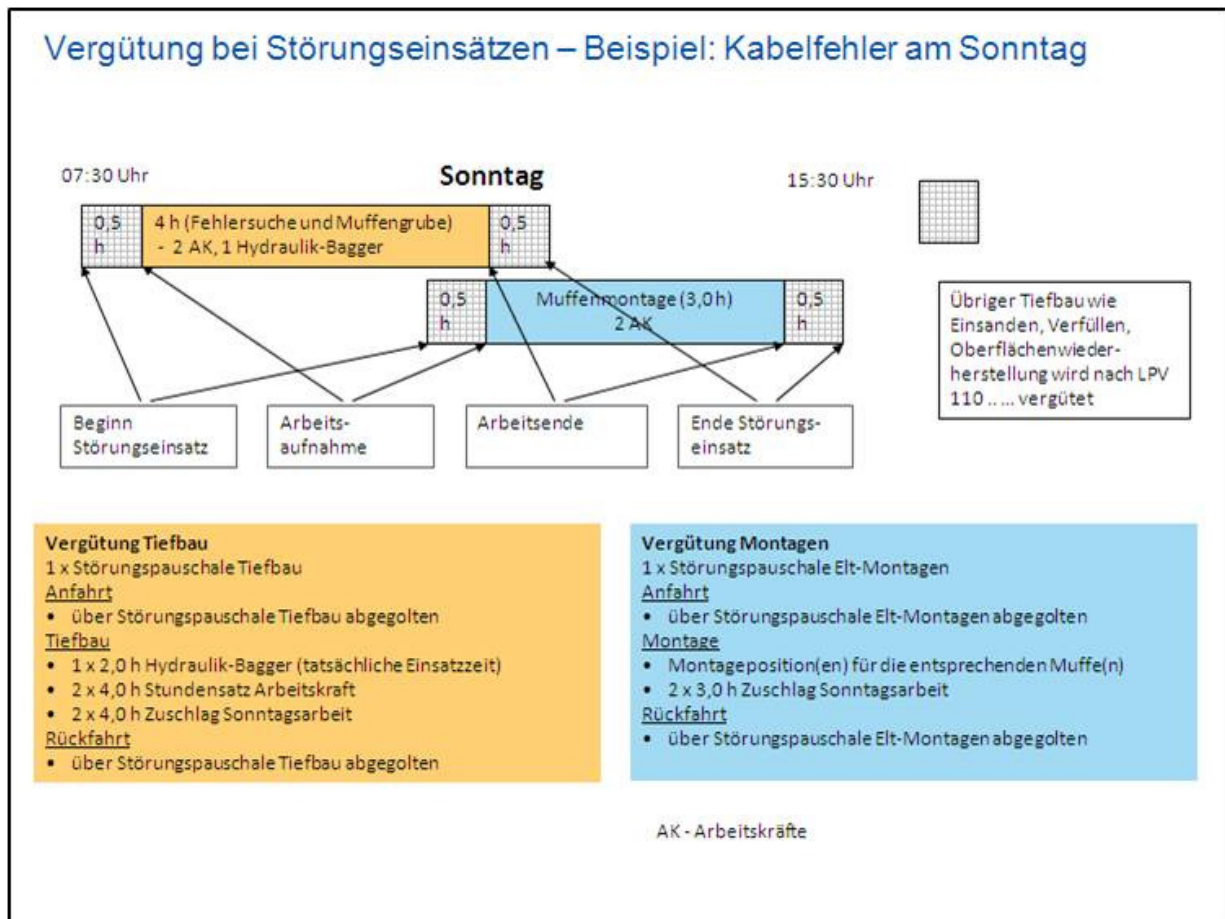 Vergütung bei Störungseinsätzen – Beispiel: Kabelfehler am Sonntag
07:30 Uhr
Sonntag
15:30 Uhr
0,5
h
4 h (Fehlersuche und Muffengrube)
- 2 AK, 1 Hydraulik-Bagger
0,5
h
0,5
h
Muffenmontage (3,0 h)
2 AK
0,5
h
Übriger Tiefbau wie
Einsanden, Verfüllen,
Oberflächenwieder-
herstellung wird nach LPV
110 .. ... vergütet
Beginn
Störungseinsatz
Arbeits-
aufnahme
Arbeitsende
Ende Störungs-
einsatz
Vergütung Tiefbau
1 x Störungspauschale Tiefbau
Anfahrt
• über Störungspauschale Tiefbau abgegolten
Tiefbau
• 1 x 2,0 h Hydraulik-Bagger (tatsächliche Einsatzzeit)
• 2 x 4,0 h Stundensatz Arbeitskraft
• 2 x 4,0 h Zuschlag Sonntagsarbeit
Rückfahrt
• über Störungspauschale Tiefbau abgegolten
Vergütung Montagen
1 x Störungspauschale Elt-Montagen
Anfahrt
• über Störungspauschale Elt-Montagen abgegolten
Montage
• Montageposition(en) für die entsprechenden Muffe(n)
• 2 x 3,0 h Zuschlag Sonntagsarbeit
Rückfahrt
• über Störungspauschale Elt-Montagen abgegolten
AK - Arbeitskräfte